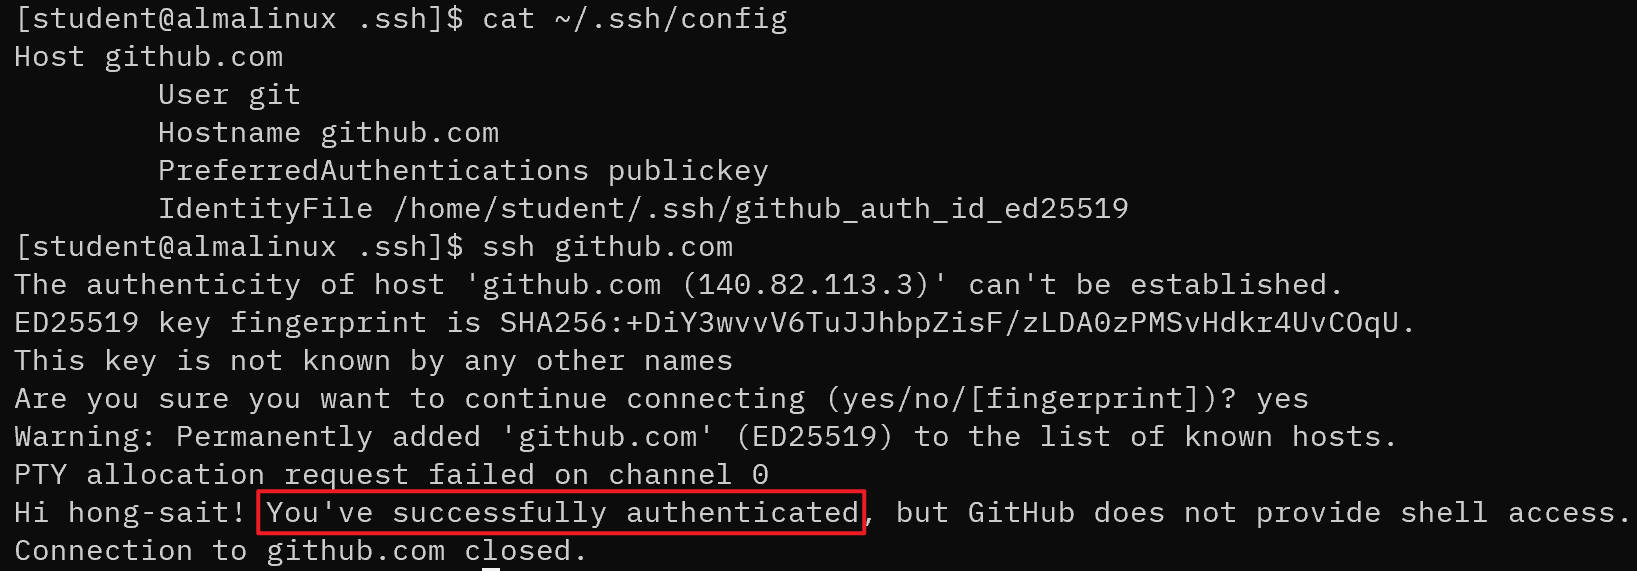 [student@almalinux .ssh]$ cat ~/.ssh/config
Host github.com
        User git
        Hostname github.com
        PreferredAuthentications publickey
        IdentityFile /home/student/.ssh/github_auth_id_ed25519
[student@almalinux .ssh]$ ssh github.com
The authenticity of host 'github.com (140.82.113.3)' can't be established.
ED25519 key fingerprint is SHA256:+DiY3wvvV6TuJJhbpZisF/zLDA0zPMSvHdkr4UvCOqU.
This key is not known by any other names
Are you sure you want to continue connecting (yes/no/[fingerprint])? yes
Warning: Permanently added 'github.com' (ED25519) to the list of known hosts.
PTY allocation request failed on channel 0
Hi hong-sait! You've successfully authenticated, but GitHub does not provide shell access.
Connection to github.com closed.